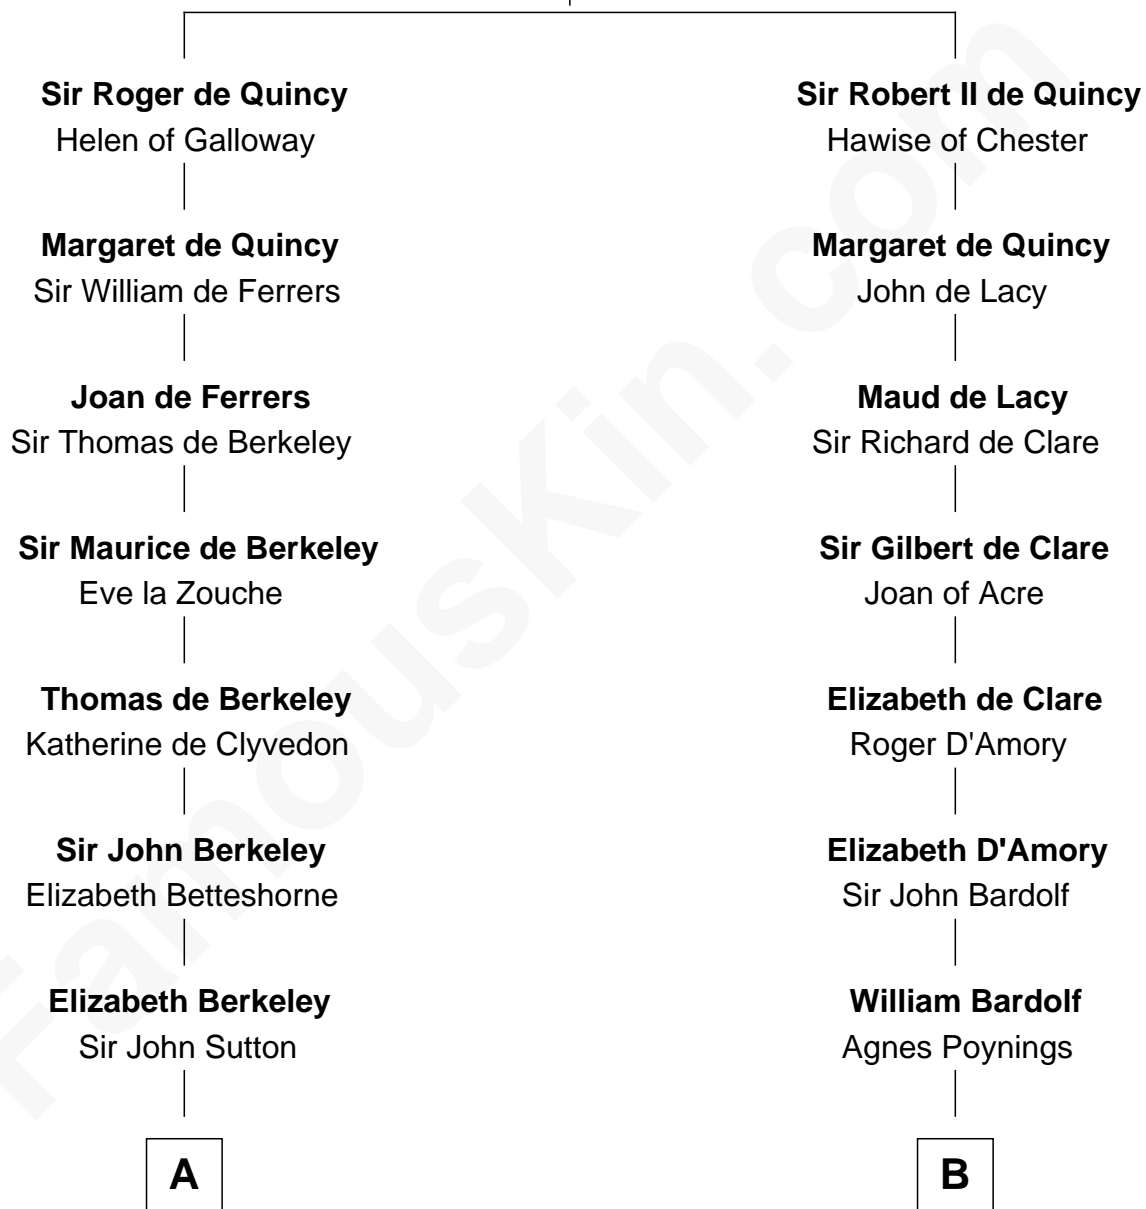 Sir Roger de Quincy
Helen of Galloway
Margaret de Quincy
Sir William de Ferrers
Joan de Ferrers
Sir Thomas de Berkeley
Sir Maurice de Berkeley
Eve la Zouche
Thomas de Berkeley
Katherine de Clyvedon
Sir John Berkeley
Elizabeth Betteshorne
Elizabeth Berkeley
Sir John Sutton
A
Sir Robert II de Quincy
Hawise of Chester
Margaret de Quincy
John de Lacy
Maud de Lacy
Sir Richard de Clare
Sir Gilbert de Clare
Joan of Acre
Elizabeth de Clare
Roger D'Amory
Elizabeth D'Amory
Sir John Bardolf
William Bardolf
Agnes Poynings
B
FamousKin.com